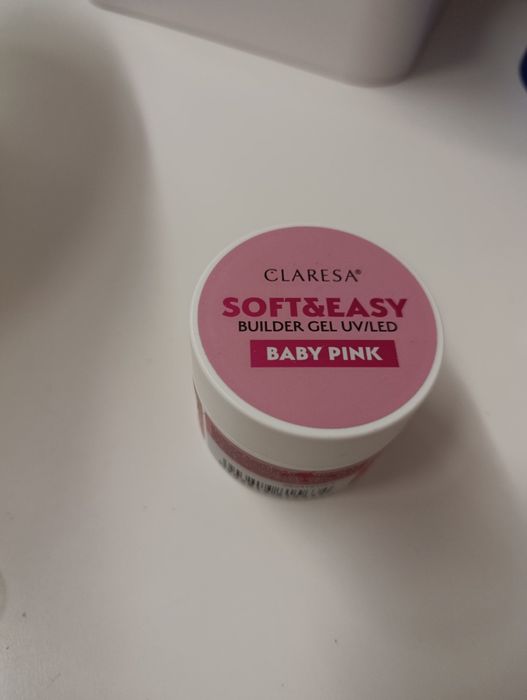 CLARESA®
SOFT&EASY
BUILDER GEL UV/LED
BABY PINK